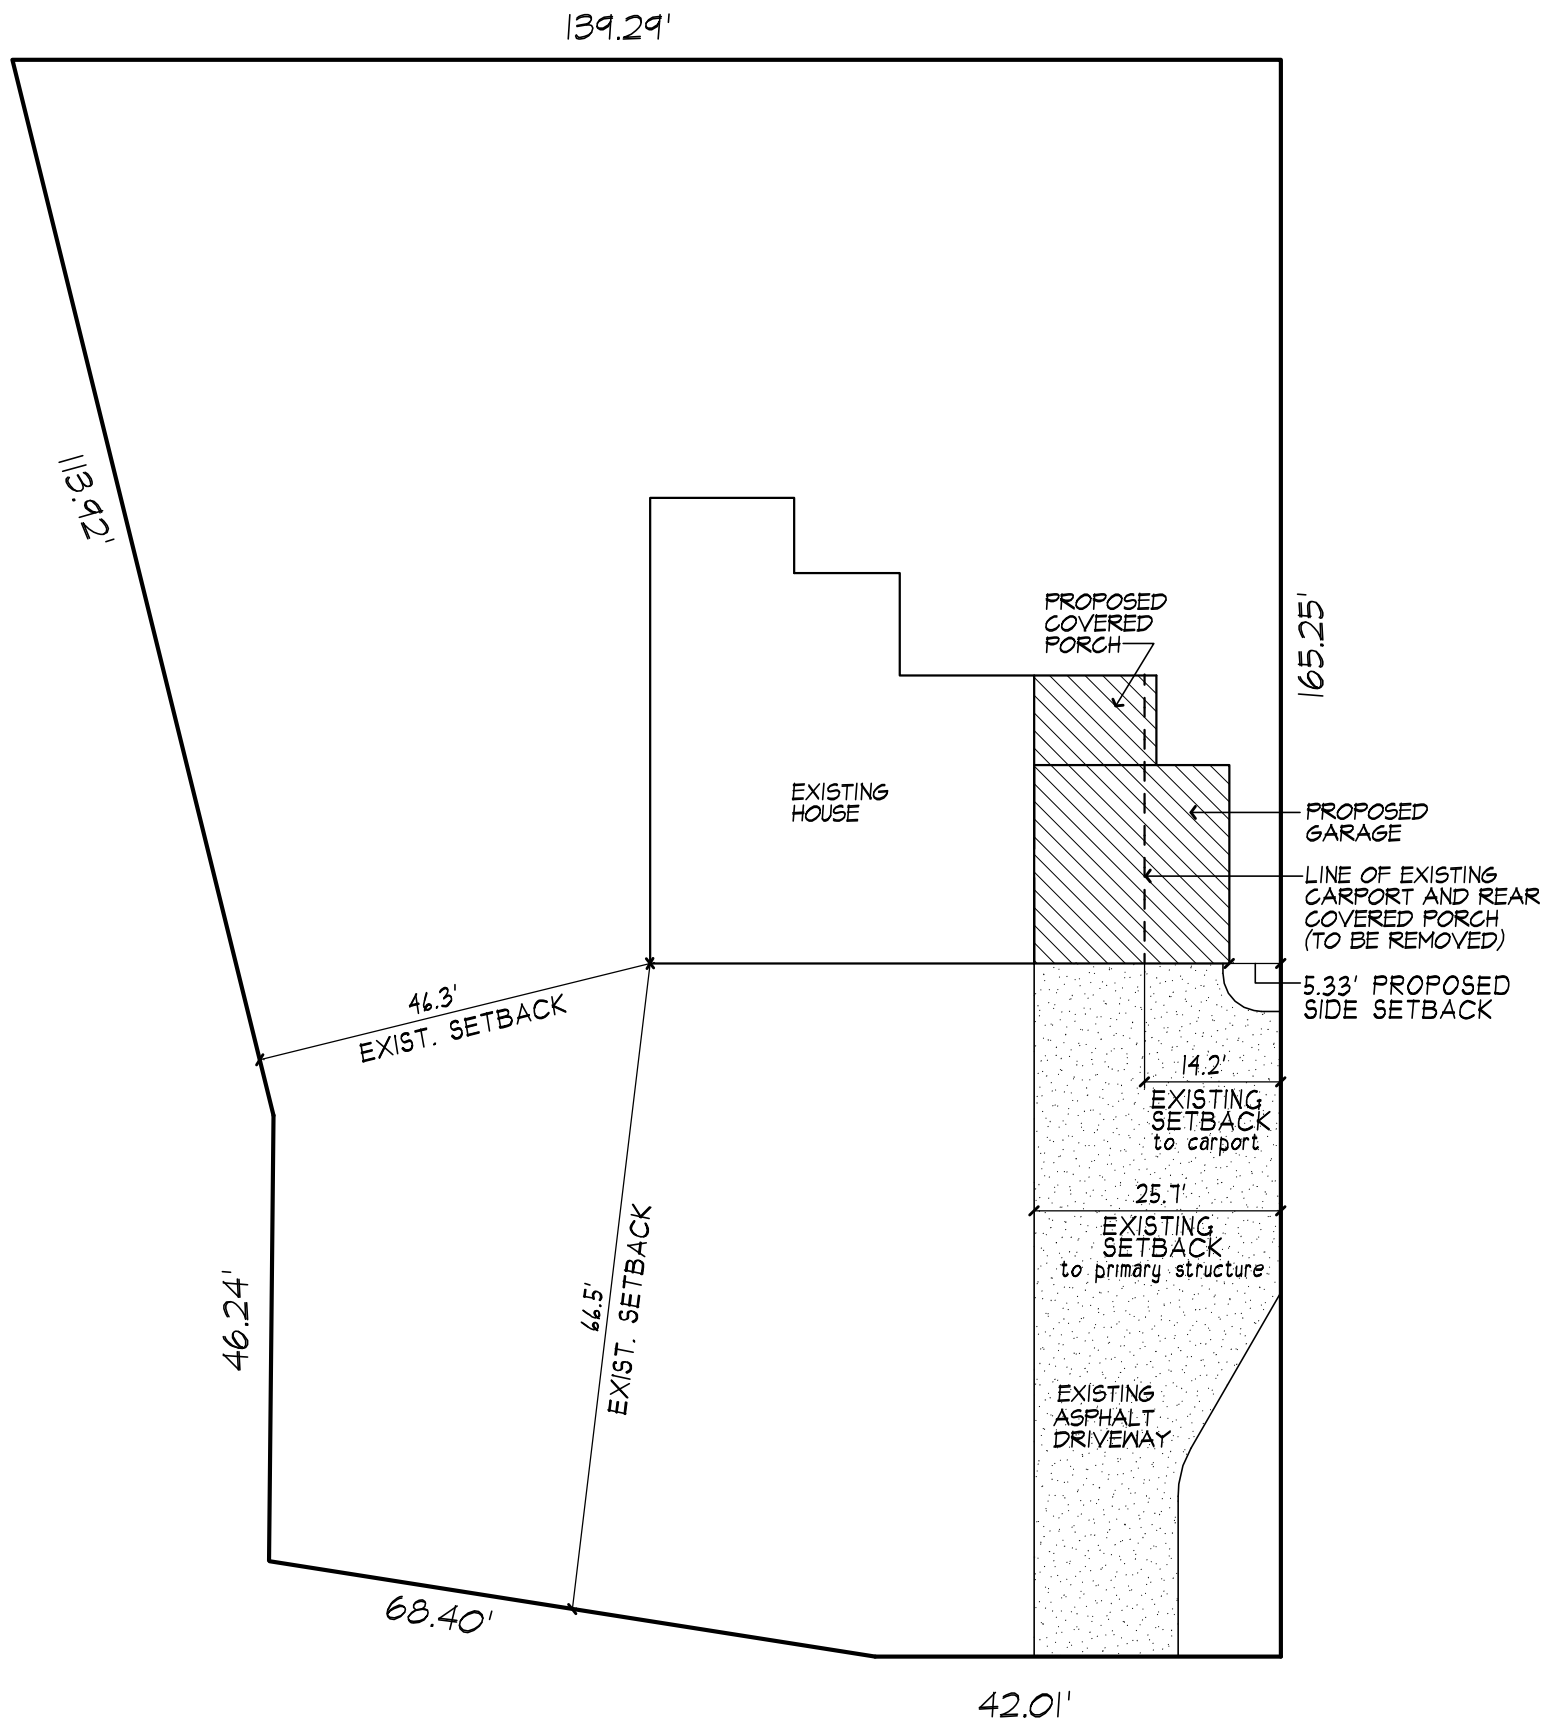 139.29'
113.92'
PROPOSED
COVERED
PORCH
165.25'
EXISTING
HOUSE
PROPOSED
GARAGE
LINE OF EXISTING
CARPORT AND REAR
COVERED PORCH
(TO BE REMOVED)
5.33' PROPOSED
SIDE SETBACK
46.3'
EXIST. SETBACK
14.2'
EXISTING
SETBACK
to carport
25.7'
EXISTING
SETBACK
to primary structure
66.5'
EXIST. SETBACK
46.24'
EXISTING
ASPHALT
DRIVEWAY
68.40'
42.01'